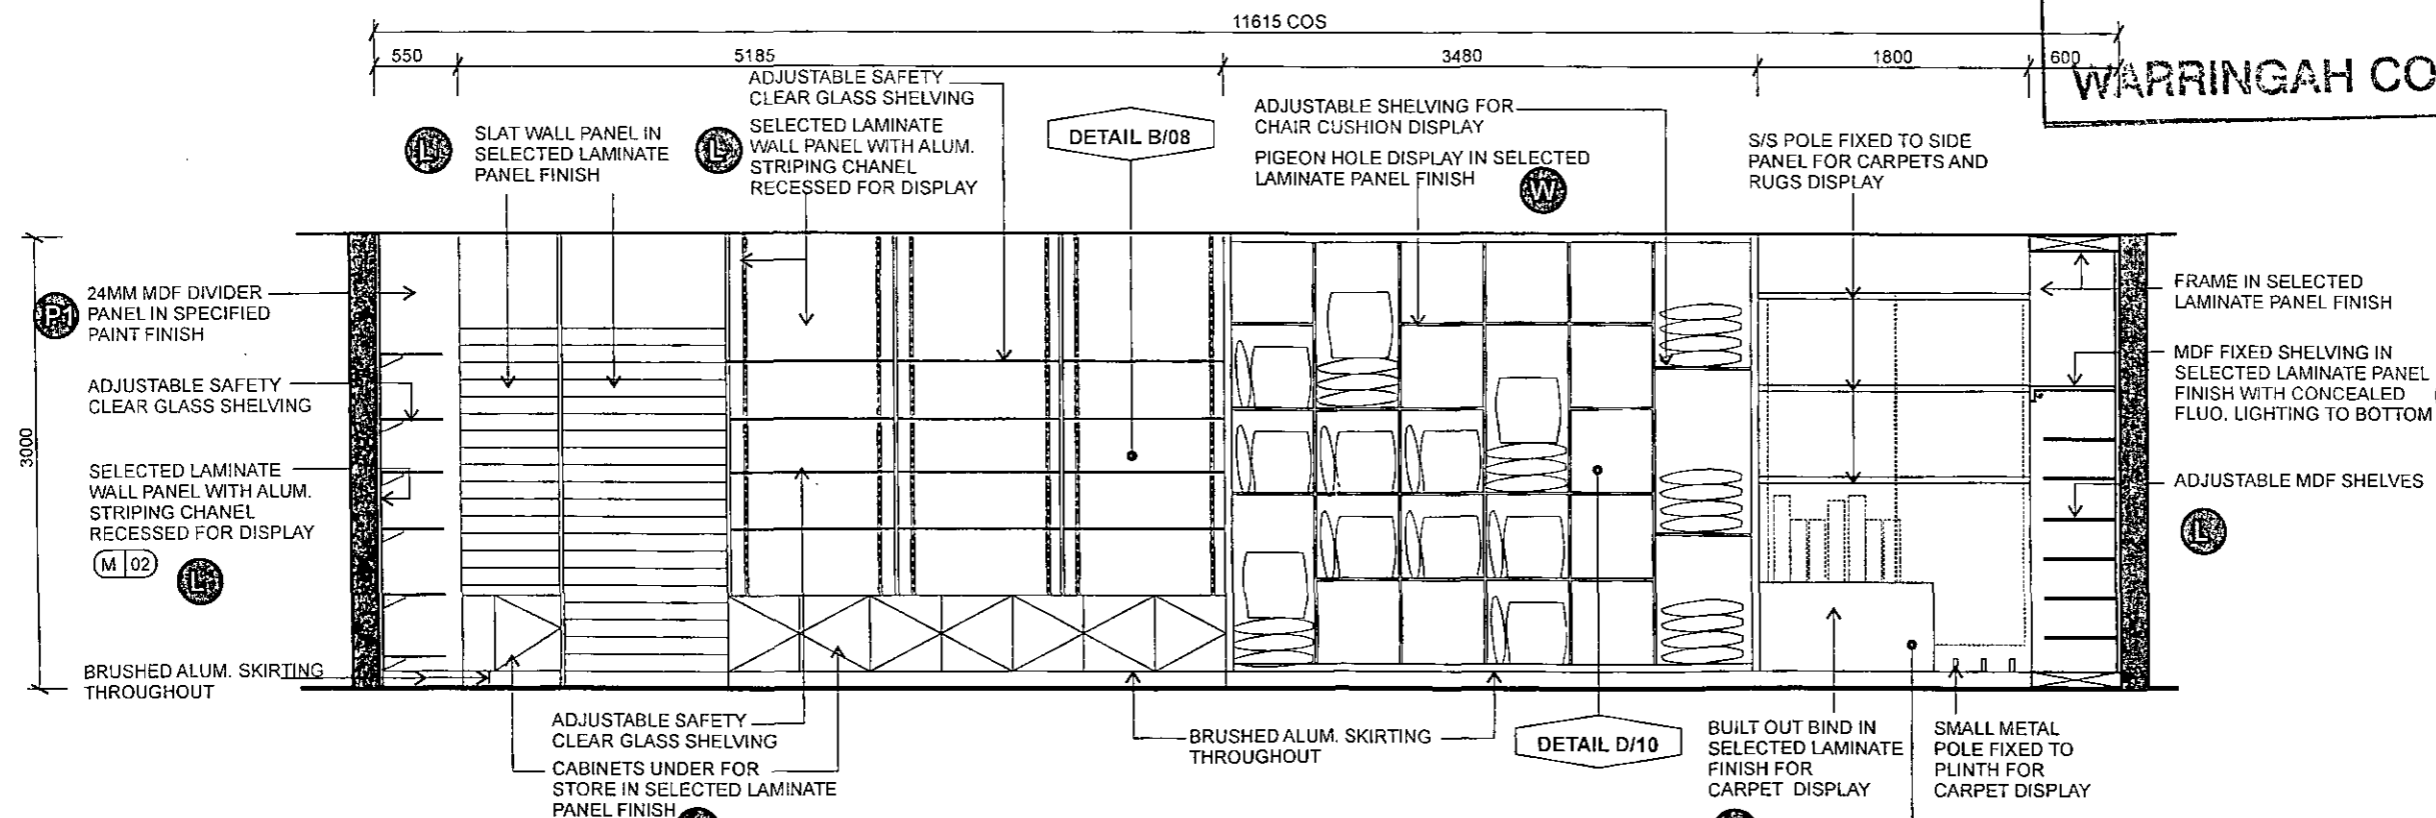 11615 COS
550
5185
3480
1800
600
WARRINGAH CO
ADJUSTABLE SAFETY
CLEAR GLASS SHELVING
L
SLAT WALL PANEL IN
SELECTED LAMINATE
PANEL FINISH
L
SELECTED LAMINATE
WALL PANEL WITH ALUM.
STRIPING CHANEL
RECESSED FOR DISPLAY
DETAIL B/08
ADJUSTABLE SHELVING FOR
CHAIR CUSHION DISPLAY
PIGEON HOLE DISPLAY IN SELECTED
LAMINATE PANEL FINISH
W
S/S POLE FIXED TO SIDE
PANEL FOR CARPETS AND
RUGS DISPLAY
3000
P1
24MM MDF DIVIDER
PANEL IN SPECIFIED
PAINT FINISH
ADJUSTABLE SAFETY
CLEAR GLASS SHELVING
SELECTED LAMINATE
WALL PANEL WITH ALUM.
STRIPING CHANEL
RECESSED FOR DISPLAY
M 02
L
BRUSHED ALUM. SKIRTING
THROUGHOUT
FRAME IN SELECTED
LAMINATE PANEL FINISH
MDF FIXED SHELVING IN
SELECTED LAMINATE PANEL
FINISH WITH CONCEALED
FLUO. LIGHTING TO BOTTOM
ADJUSTABLE MDF SHELVES
L
ADJUSTABLE SAFETY
CLEAR GLASS SHELVING
CABINETS UNDER FOR
STORE IN SELECTED LAMINATE
PANEL FINISH
BRUSHED ALUM. SKIRTING
THROUGHOUT
DETAIL D/10
BUILT OUT BIND IN
SELECTED LAMINATE
FINISH FOR
CARPET DISPLAY
SMALL METAL
POLE FIXED TO
PLINTH FOR
CARPET DISPLAY